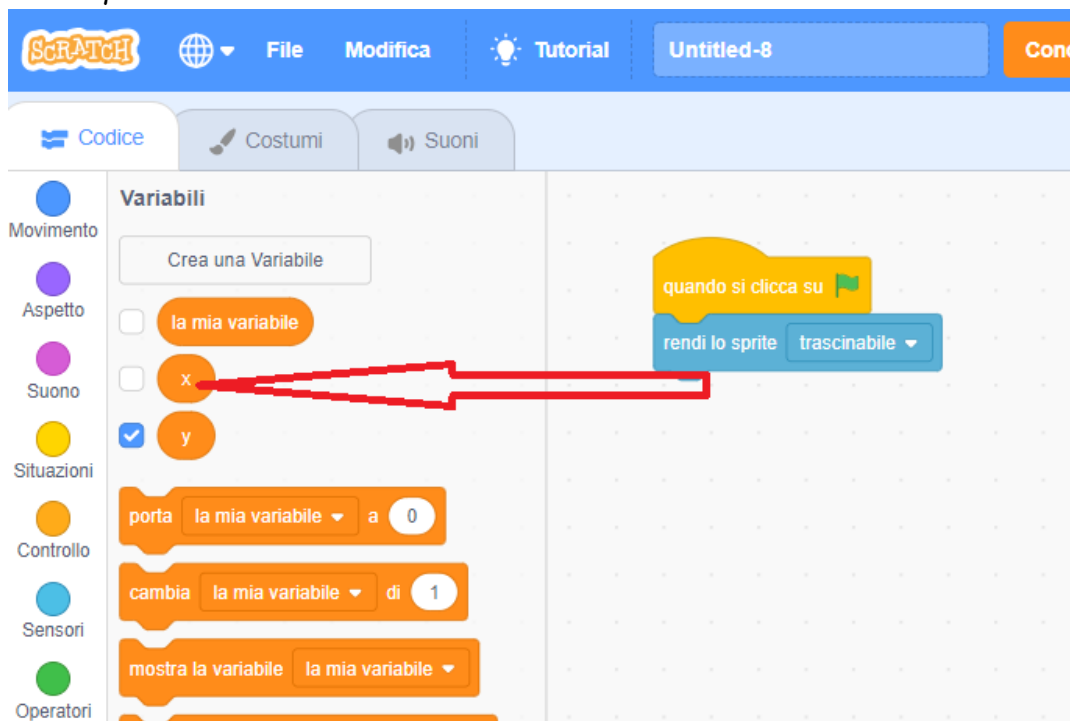 SCRATCH File Modifica Tutorial Untitled-8
Codice Costumi Suoni
Movimento
Aspetto
Suono
Situazioni
Controllo
Sensori
Operatori
Variabili
Crea una Variabile
la mia variabile
x
y
porta la mia variabile a 0
cambia la mia variabile di 1
mostra la variabile la mia variabile
quando si clicca su
rendi lo sprite trascinabile